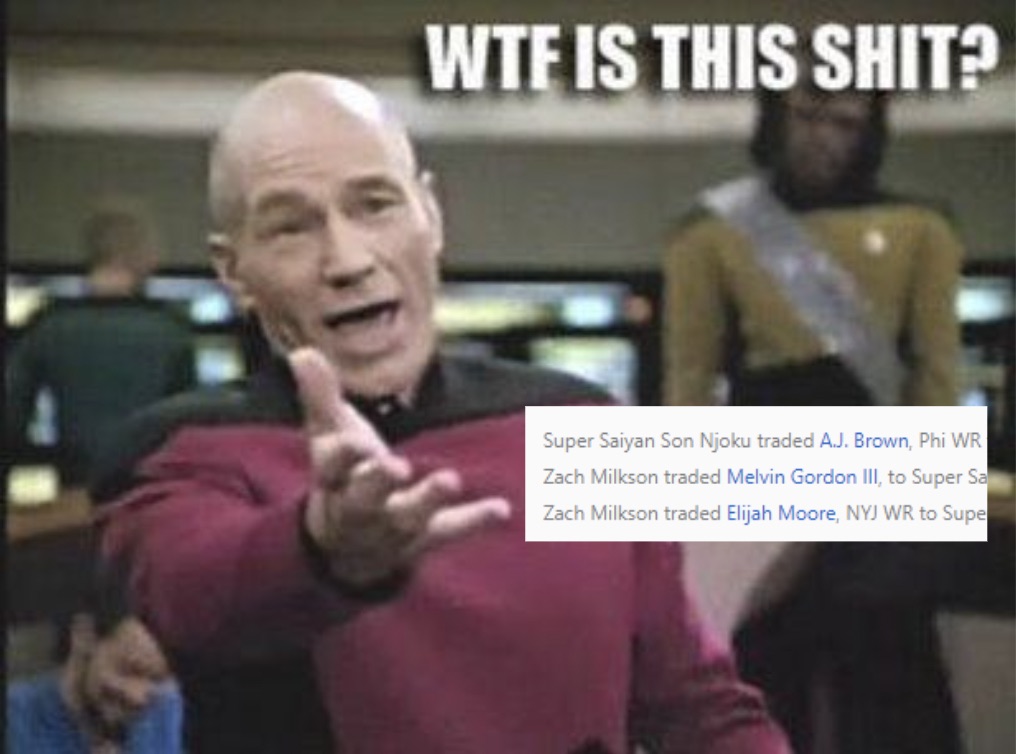 WTF IS THIS SHIT?
Super Saiyan Son Njoku traded A.J. Brown, Phi WR
Zach Milkson traded Melvin Gordon III, to Super Sa
Zach Milkson traded Elijah Moore, NYJ WR to Supe